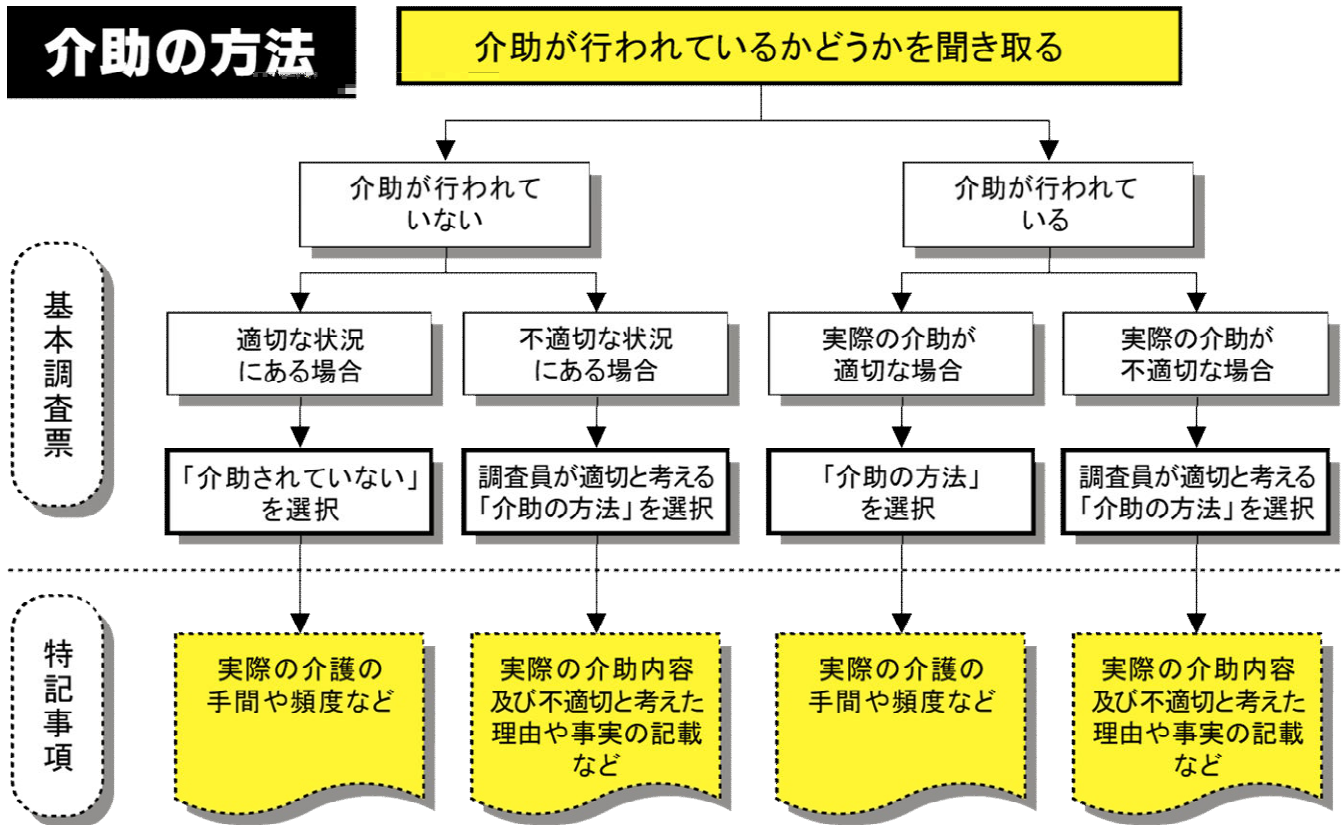 介助の方法
介助が行われているかどうかを聞き取る
介助が行われて
いない
介助が行われて
いる
基本調査票
適切な状況
にある場合
不適切な状況
にある場合
実際の介助が
適切な場合
実際の介助が
不適切な場合
「介助されていない」
を選択
調査員が適切と考える
「介助の方法」を選択
「介助の方法」
を選択
調査員が適切と考える
「介助の方法」を選択
特記事項
実際の介護の
手間や頻度など
実際の介助内容
及び不適切と考えた
理由や事実の記載
など
実際の介護の
手間や頻度など
実際の介助内容
及び不適切と考えた
理由や事実の記載
など